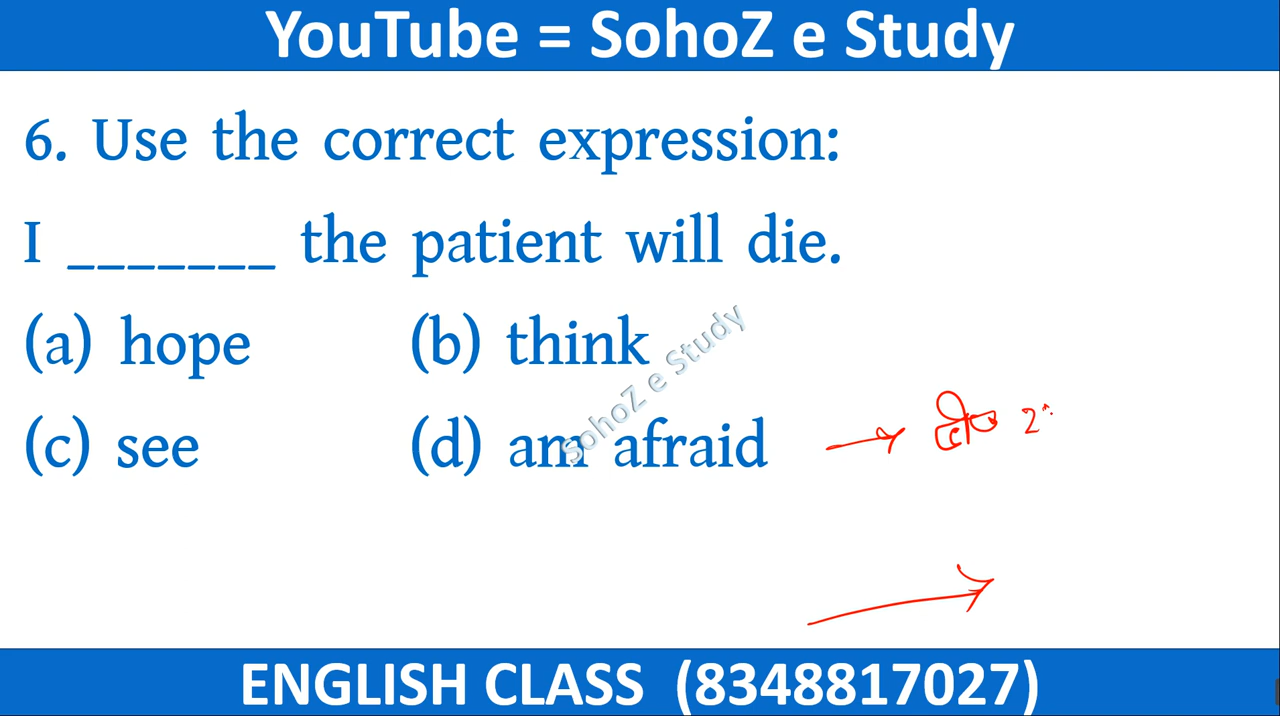 YouTube = SohoZ e Study
6. Use the correct expression:
I _______ the patient will die.
(a) hope (b) think
(c) see (d) am afraid
SohoZ e Study
ENGLISH CLASS (8348817027)